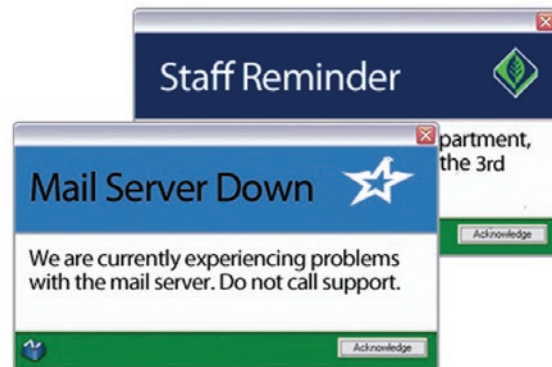 Staff Reminder
partment,
the 3rd
Acknowledge
Mail Server Down
We are currently experiencing problems
with the mail server. Do not call support.
Acknowledge